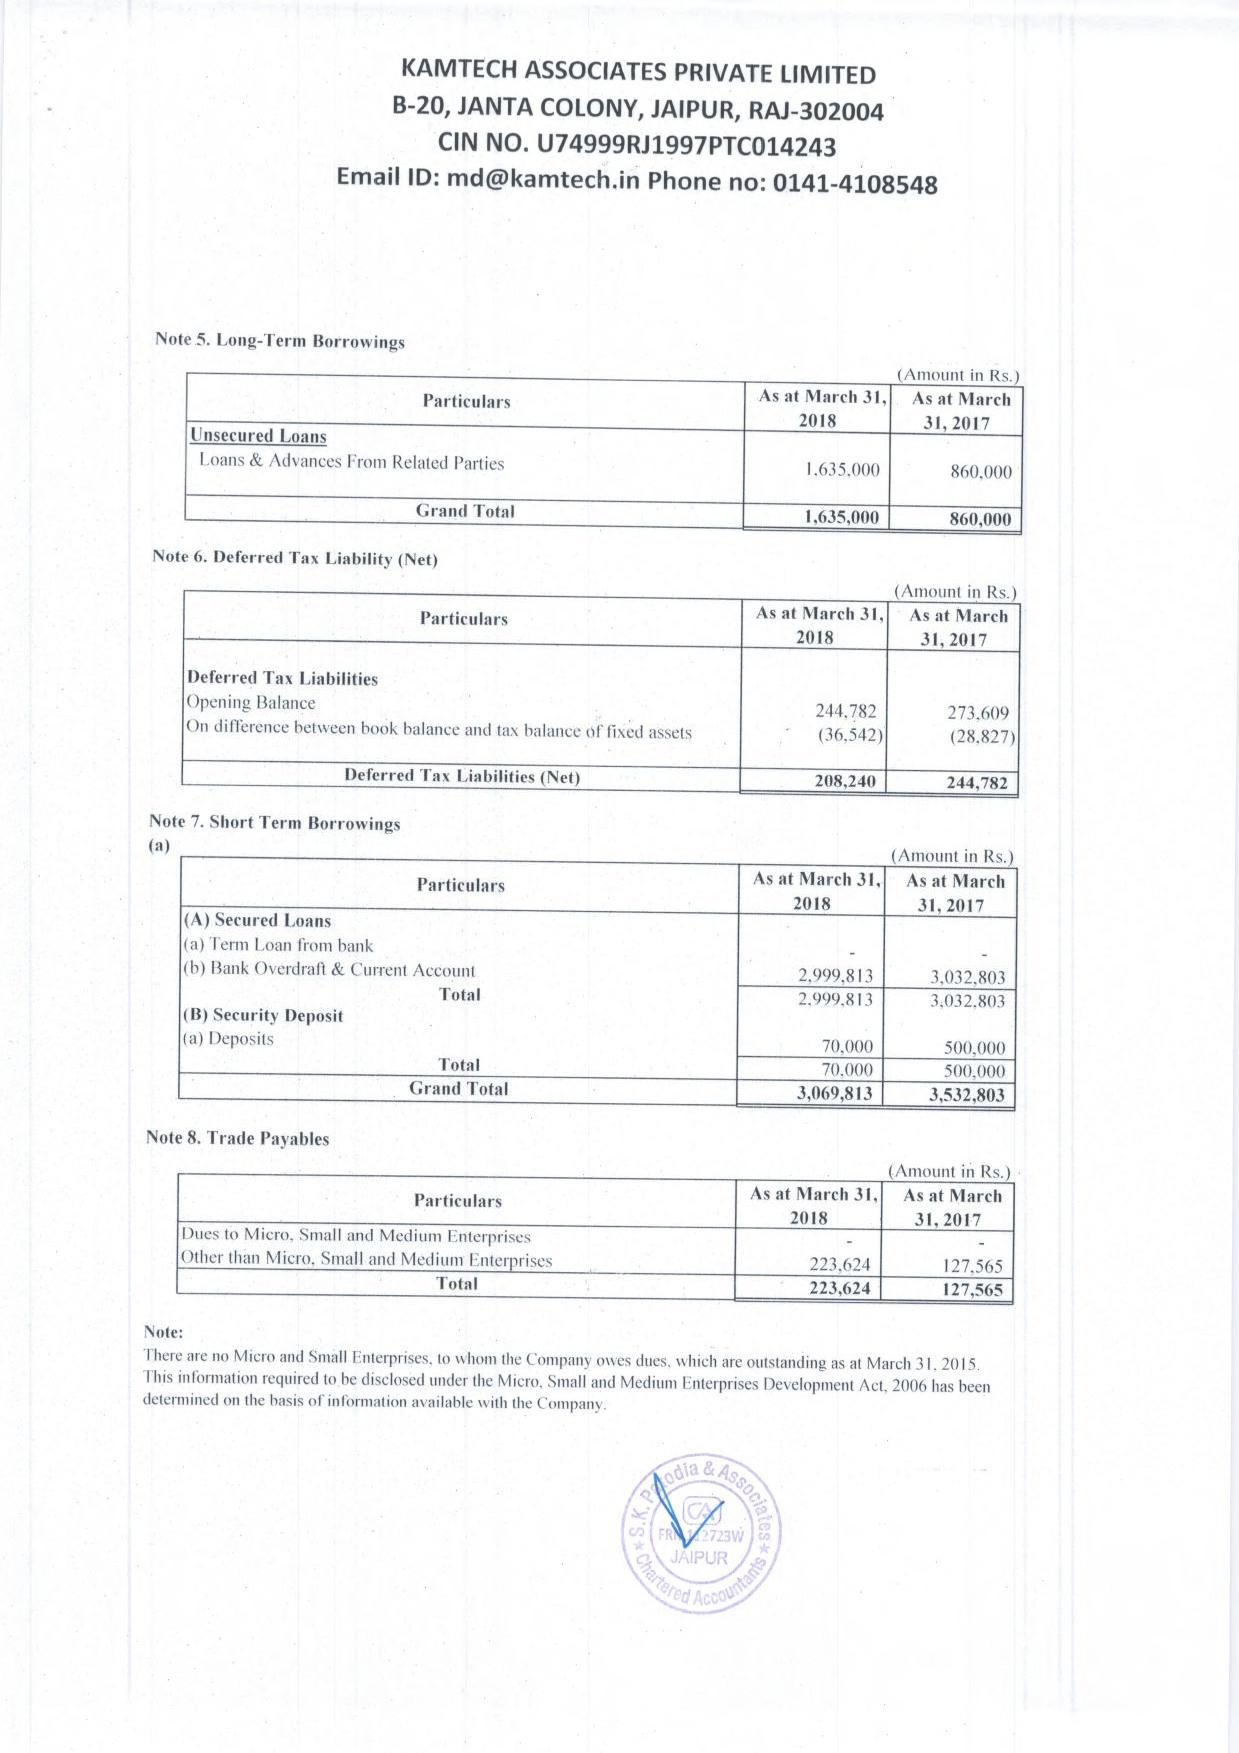 KAMTECH ASSOCIATES PRIVATE LIMITED
B-20, JANTA COLONY, JAIPUR, RAJ-302004
CIN NO. U74999RJ1997PTC014243
Email ID: md@kamtech.in Phone no: 0141-4108548
Note 5. Long-Term Borrowings
(Amount in Rs.)
Particulars As at March 31, 2018 As at March 31, 2017
Unsecured Loans
Loans & Advances From Related Parties 1,635,000 860,000
Grand Total 1,635,000 860,000
Note 6. Deferred Tax Liability (Net)
(Amount in Rs.)
Particulars As at March 31, 2018 As at March 31, 2017
Deferred Tax Liabilities
Opening Balance 244,782 273,609
On difference between book balance and tax balance of fixed assets (36,542) (28,827)
Deferred Tax Liabilities (Net) 208,240 244,782
Note 7. Short Term Borrowings
(a)
(Amount in Rs.)
Particulars As at March 31, 2018 As at March 31, 2017
(A) Secured Loans
(a) Term Loan from bank - -
(b) Bank Overdraft & Current Account 2,999,813 3,032,803
Total 2,999,813 3,032,803
(B) Security Deposit
(a) Deposits 70,000 500,000
Total 70,000 500,000
Grand Total 3,069,813 3,532,803
Note 8. Trade Payables
(Amount in Rs.)
Particulars As at March 31, 2018 As at March 31, 2017
Dues to Micro, Small and Medium Enterprises - -
Other than Micro, Small and Medium Enterprises 223,624 127,565
Total 223,624 127,565
Note:
There are no Micro and Small Enterprises, to whom the Company owes dues, which are outstanding as at March 31, 2015.
This information required to be disclosed under the Micro, Small and Medium Enterprises Development Act, 2006 has been
determined on the basis of information available with the Company.
S.K. & Associates
CA
JAIPUR
Chartered Accountants